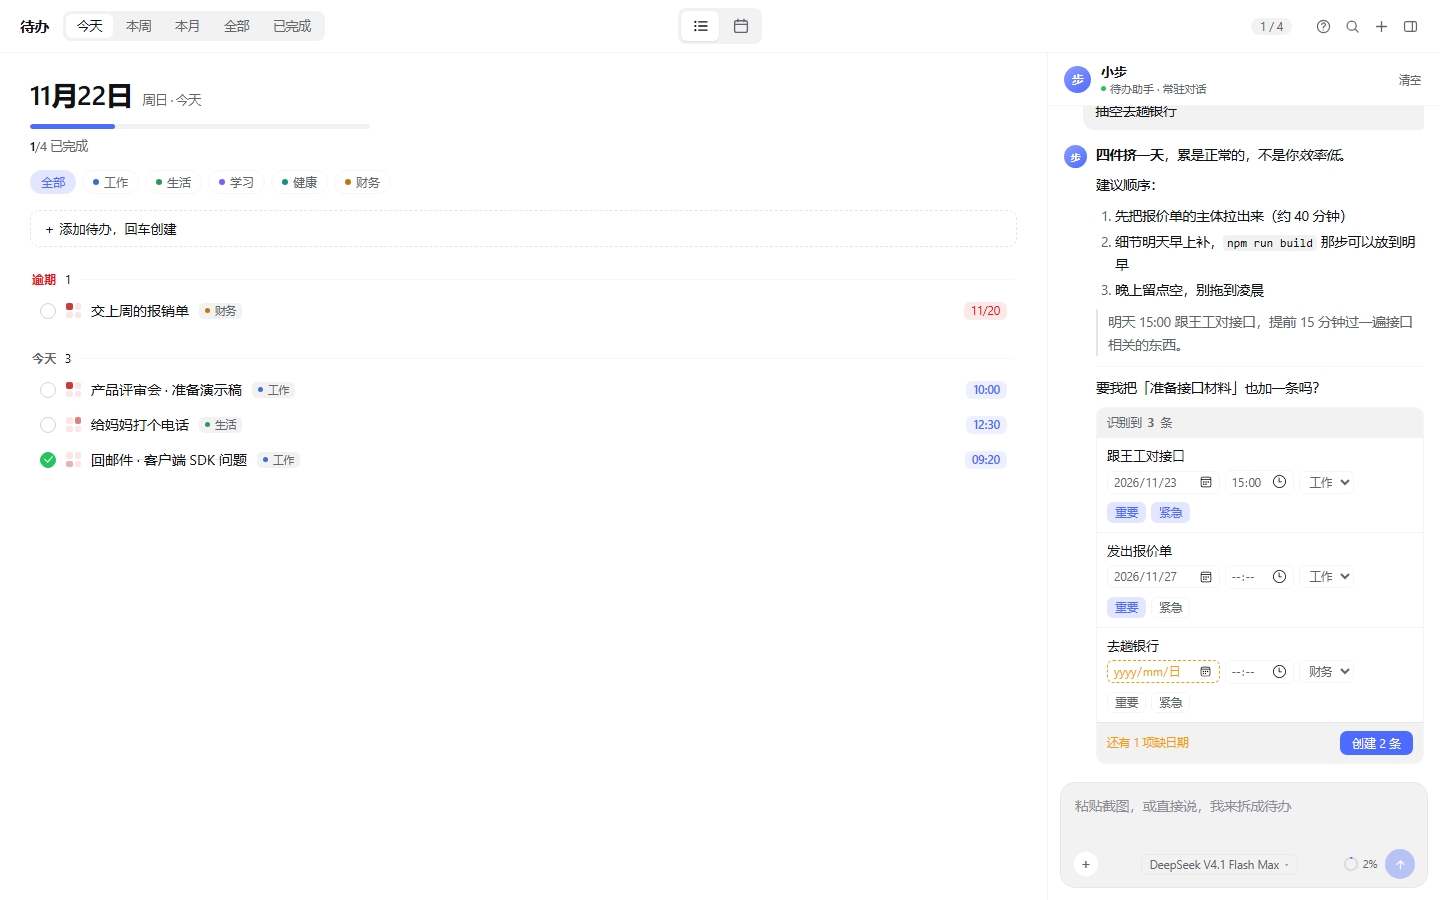 待办
今天 本周 本月 全部 已完成
1 / 4
11月22日 周日 · 今天
1/4 已完成
全部 工作 生活 学习 健康 财务
+ 添加待办，回车创建
逾期 1
交上周的报销单 财务 11/20
今天 3
产品评审会 · 准备演示稿 工作 10:00
给妈妈打个电话 生活 12:30
回邮件 · 客户端 SDK 问题 工作 09:20
步 小步
待办助手 · 常驻对话
清空
抽空去趟银行
步 四件挤一天，累是正常的，不是你效率低。
建议顺序：
1. 先把报价单的主体拉出来（约 40 分钟）
2. 细节明天早上补，npm run build 那步可以放到明
早
3. 晚上留点空，别拖到凌晨
明天 15:00 跟王工对接口，提前 15 分钟过一遍接口
相关的东西。
要我把「准备接口材料」也加一条吗？
识别到 3 条
跟王工对接口
2026/11/23 15:00 工作
重要 紧急
发出报价单
2026/11/27 --:-- 工作
重要 紧急
去趟银行
yyyy/mm/日 --:-- 财务
重要 紧急
还有 1 项缺日期 创建 2 条
粘贴截图，或直接说，我来拆成待办
+ DeepSeek V4.1 Flash Max 2%